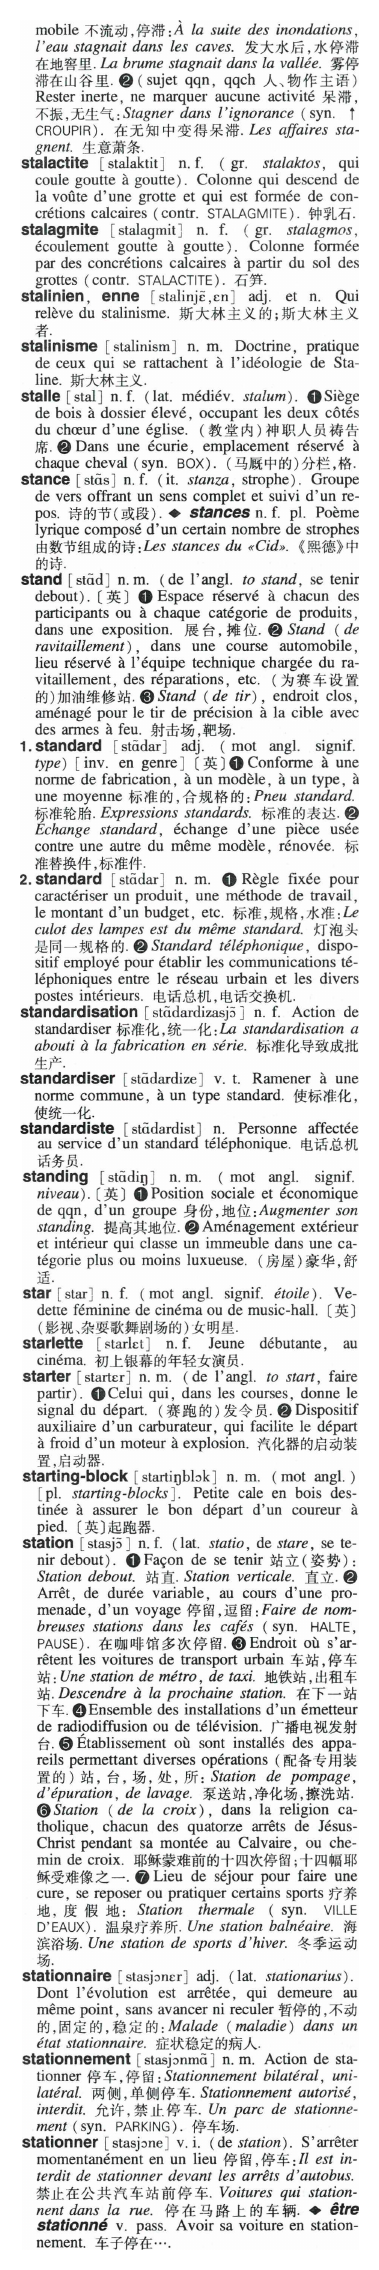 mobile 不流动,停滞:À la suite des inondations,
l'eau stagnait dans les caves. 发大水后,水停滞
在地窖里. La brume stagnait dans la vallée. 雾停
滞在山谷里. ❷ (sujet qqn, qqch 人、物作主语)
Rester inerte, ne marquer aucune activité 呆滞,
不振,无生气:Stagner dans l'ignorance (syn. ↑
CROUPIR). 在无知中变得呆滞. Les affaires sta-
gnent. 生意萧条.
stalactite [stalaktit] n. f. (gr. stalaktos, qui
coule goutte à goutte). Colonne qui descend de
la voûte d'une grotte et qui est formée de con-
crétions calcaires (contr. STALAGMITE). 钟乳石.
stalagmite [stalagmit] n. f. (gr. stalagmos,
écoulement goutte à goutte). Colonne formée
par des concrétions calcaires à partir du sol des
grottes (contr. STALACTITE). 石笋.
stalinien, enne [stalinjɛ̃,ɛn] adj. et n. Qui
relève du stalinisme. 斯大林主义的;斯大林主义
者.
stalinisme [stalinism] n. m. Doctrine, pratique
de ceux qui se rattachent à l'idéologie de Sta-
line. 斯大林主义.
stalle [stal] n. f. (lat. médiév. stalum). ❶ Siège
de bois à dossier élevé, occupant les deux côtés
du chœur d'une église. (教堂内)神职人员祷告
席. ❷ Dans une écurie, emplacement réservé à
chaque cheval (syn. BOX). (马厩中的)分栏,格.
stance [stɑ̃s] n. f. (it. stanza, strophe). Groupe
de vers offrant un sens complet et suivi d'un re-
pos. 诗的节(或段). ◆ stances n. f. pl. Poème
lyrique composé d'un certain nombre de strophes
由数节组成的诗:Les stances du «Cid». 《熙德》中
的诗.
stand [stɑ̃d] n. m. (de l'angl. to stand, se tenir
debout).〔英〕❶ Espace réservé à chacun des
participants ou à chaque catégorie de produits,
dans une exposition. 展台,摊位. ❷ Stand (de
ravitaillement), dans une course automobile,
lieu réservé à l'équipe technique chargée du ra-
vitaillement, des réparations, etc. (为赛车设置
的)加油维修站. ❸ Stand (de tir), endroit clos,
aménagé pour le tir de précision à la cible avec
des armes à feu. 射击场,靶场.
1. standard [stɑ̃dar] adj. (mot angl. signif.
type) [inv. en genre]〔英〕❶ Conforme à une
norme de fabrication, à un modèle, à un type, à
une moyenne 标准的,合规格的:Pneu standard.
标准轮胎. Expressions standards. 标准的表达. ❷
Échange standard, échange d'une pièce usée
contre une autre du même modèle, rénovée. 标
准替换件,标准件.
2. standard [stɑ̃dar] n. m. ❶ Règle fixée pour
caractériser un produit, une méthode de travail,
le montant d'un budget, etc. 标准,规格,水准:Le
culot des lampes est du même standard. 灯泡头
是同一规格的. ❷ Standard téléphonique, dispo-
sitif employé pour établir les communications té-
léphoniques entre le réseau urbain et les divers
postes intérieurs. 电话总机,电话交换机.
standardisation [stɑ̃dardizasjɔ̃] n. f. Action de
standardiser 标准化,统一化:La standardisation a
abouti à la fabrication en série. 标准化导致成批
生产.
standardiser [stɑ̃dardize] v. t. Ramener à une
norme commune, à un type standard. 使标准化,
使统一化.
standardiste [stɑ̃dardist] n. Personne affectée
au service d'un standard téléphonique. 电话总机
话务员.
standing [stɑ̃diŋ] n. m. (mot angl. signif.
niveau).〔英〕❶ Position sociale et économique
de qqn, d'un groupe 身份,地位:Augmenter son
standing. 提高其地位. ❷ Aménagement extérieur
et intérieur qui classe un immeuble dans une ca-
tégorie plus ou moins luxueuse. (房屋)豪华,舒
适.
star [star] n. f. (mot angl. signif. étoile). Ve-
dette féminine de cinéma ou de music-hall.〔英〕
(影视、杂耍歌舞剧场的)女明星.
starlette [starlɛt] n. f. Jeune débutante, au
cinéma. 初上银幕的年轻女演员.
starter [startɛr] n. m. (de l'angl. to start, faire
partir). ❶ Celui qui, dans les courses, donne le
signal du départ. (赛跑的)发令员. ❷ Dispositif
auxiliaire d'un carburateur, qui facilite le départ
à froid d'un moteur à explosion. 汽化器的启动装
置,启动器.
starting-block [startiŋblɔk] n. m. (mot angl.)
[pl. starting-blocks]. Petite cale en bois des-
tinée à assurer le bon départ d'un coureur à
pied.〔英〕起跑器.
station [stasjɔ̃] n. f. (lat. statio, de stare, se te-
nir debout). ❶ Façon de se tenir 站立(姿势):
Station debout. 站直. Station verticale. 直立. ❷
Arrêt, de durée variable, au cours d'une pro-
menade, d'un voyage 停留,逗留:Faire de nom-
breuses stations dans les cafés (syn. HALTE,
PAUSE). 在咖啡馆多次停留. ❸ Endroit où s'ar-
rêtent les voitures de transport urbain 车站,停车
站:Une station de métro, de taxi. 地铁站,出租车
站. Descendre à la prochaine station. 在下一站
下车. ❹ Ensemble des installations d'un émetteur
de radiodiffusion ou de télévision. 广播电视发射
台. ❺ Établissement où sont installés des appa-
reils permettant diverses opérations (配备专用装
置的)站,台,场,处,所: Station de pompage,
d'épuration, de lavage. 泵送站,净化场,擦洗站.
❻ Station (de la croix), dans la religion ca-
tholique, chacun des quatorze arrêts de Jésus-
Christ pendant sa montée au Calvaire, ou che-
min de croix. 耶稣蒙难前的十四次停留;十四幅耶
稣受难像之一. ❼ Lieu de séjour pour faire une
cure, se reposer ou pratiquer certains sports 疗养
地, 度假地: Station thermale (syn. VILLE
D'EAUX). 温泉疗养所. Une station balnéaire. 海
滨浴场. Une station de sports d'hiver. 冬季运动
场.
stationnaire [stasjɔnɛr] adj. (lat. stationarius).
Dont l'évolution est arrêtée, qui demeure au
même point, sans avancer ni reculer 暂停的,不动
的,固定的,稳定的:Malade (maladie) dans un
état stationnaire. 症状稳定的病人.
stationnement [stasjɔnmɑ̃] n. m. Action de sta-
tionner 停车,停留:Stationnement bilatéral, uni-
latéral. 两侧,单侧停车. Stationnement autorisé,
interdit. 允许,禁止停车. Un parc de stationne-
ment (syn. PARKING). 停车场.
stationner [stasjɔne] v. i. (de station). S'arrêter
momentanément en un lieu 停留,停车:Il est in-
terdit de stationner devant les arrêts d'autobus.
禁止在公共汽车站前停车. Voitures qui station-
nent dans la rue. 停在马路上的车辆. ◆ être
stationné v. pass. Avoir sa voiture en station-
nement. 车子停在….